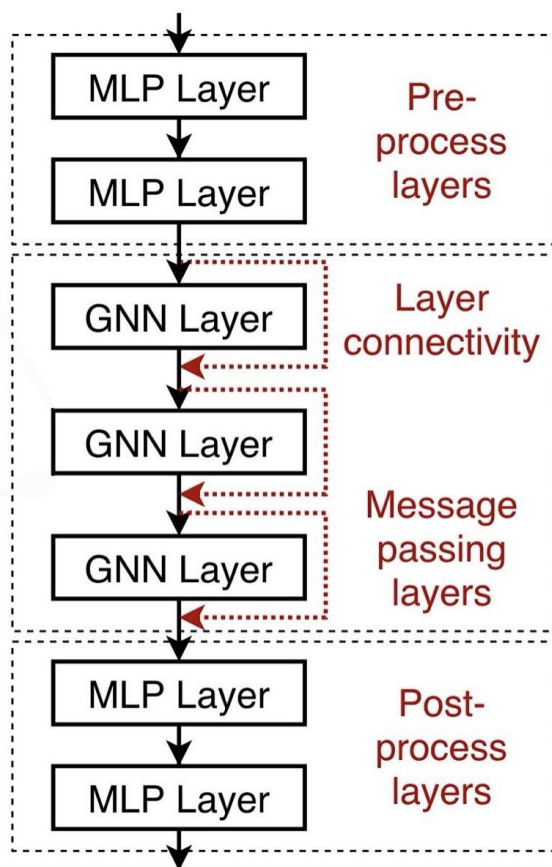 MLP Layer
Pre-
process
layers
MLP Layer
GNN Layer
Layer
connectivity
GNN Layer
Message
passing
layers
GNN Layer
MLP Layer
Post-
process
layers
MLP Layer